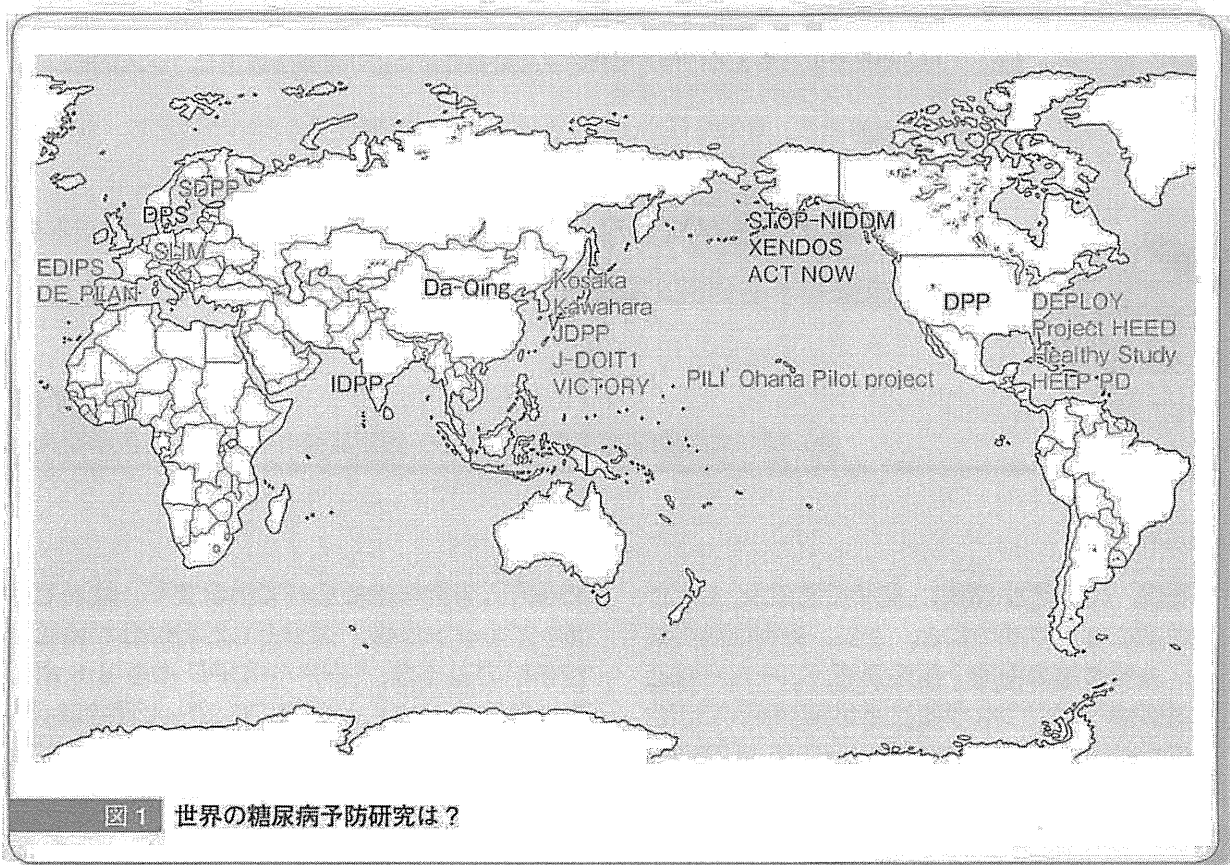 SDPP
DPS
SLIM
EDIPS
DE PLAN
Da-Qing
IDPP
Kosaka
Kawahara
JDPP
J-DOIT1
VICTORY
PILI' Ohana Pilot project
STOP-NIDDM
XENDOS
ACT NOW
DPP
DEPLOY
Project HEED
Healthy Study
HELP PD
図1 世界の糖尿病予防研究は？